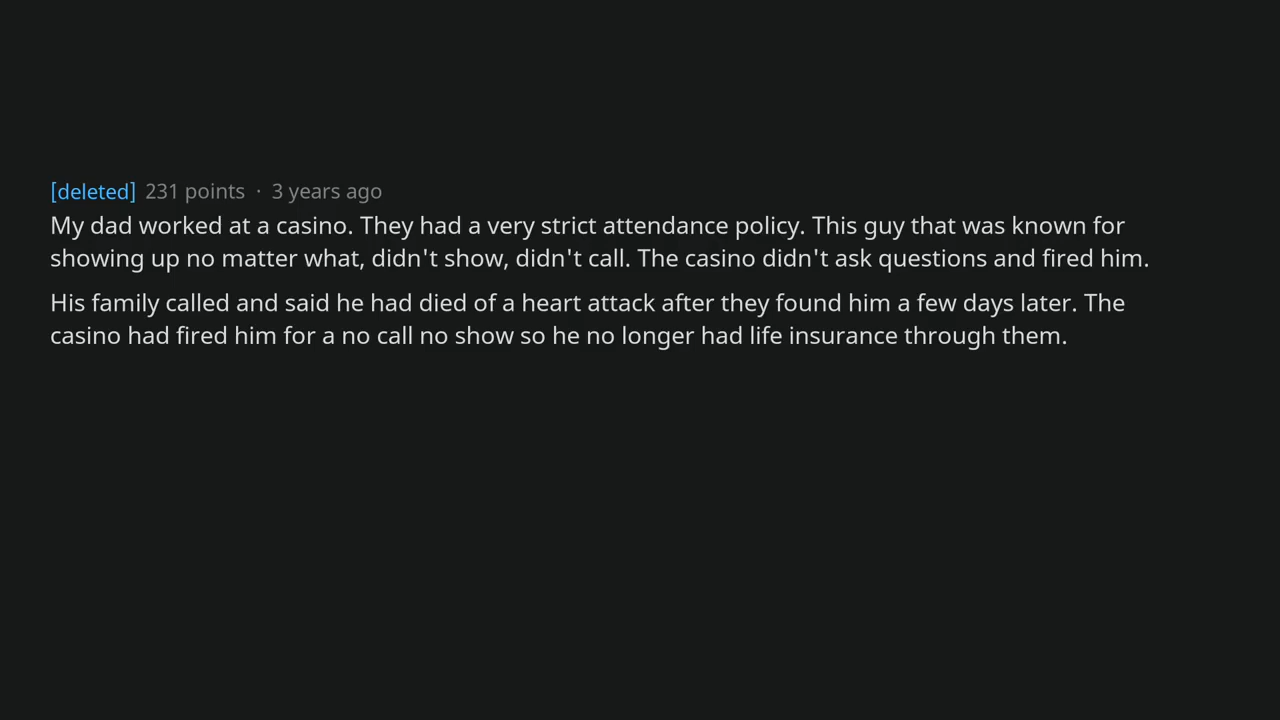 [deleted] 231 points · 3 years ago
My dad worked at a casino. They had a very strict attendance policy. This guy that was known for
showing up no matter what, didn't show, didn't call. The casino didn't ask questions and fired him.
His family called and said he had died of a heart attack after they found him a few days later. The
casino had fired him for a no call no show so he no longer had life insurance through them.